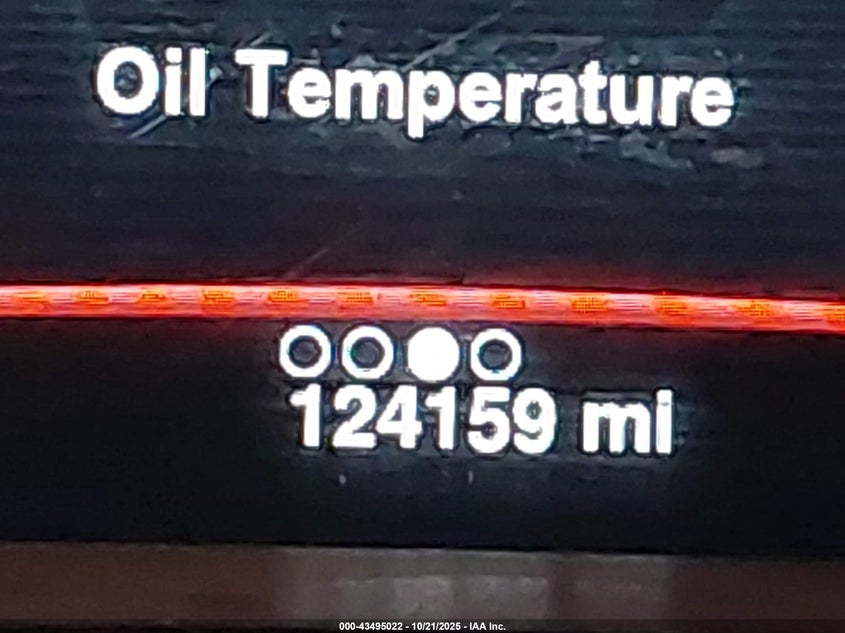 Oil Temperature
124159 mi
000-43495022 - 10/21/2025 - IAA Inc.